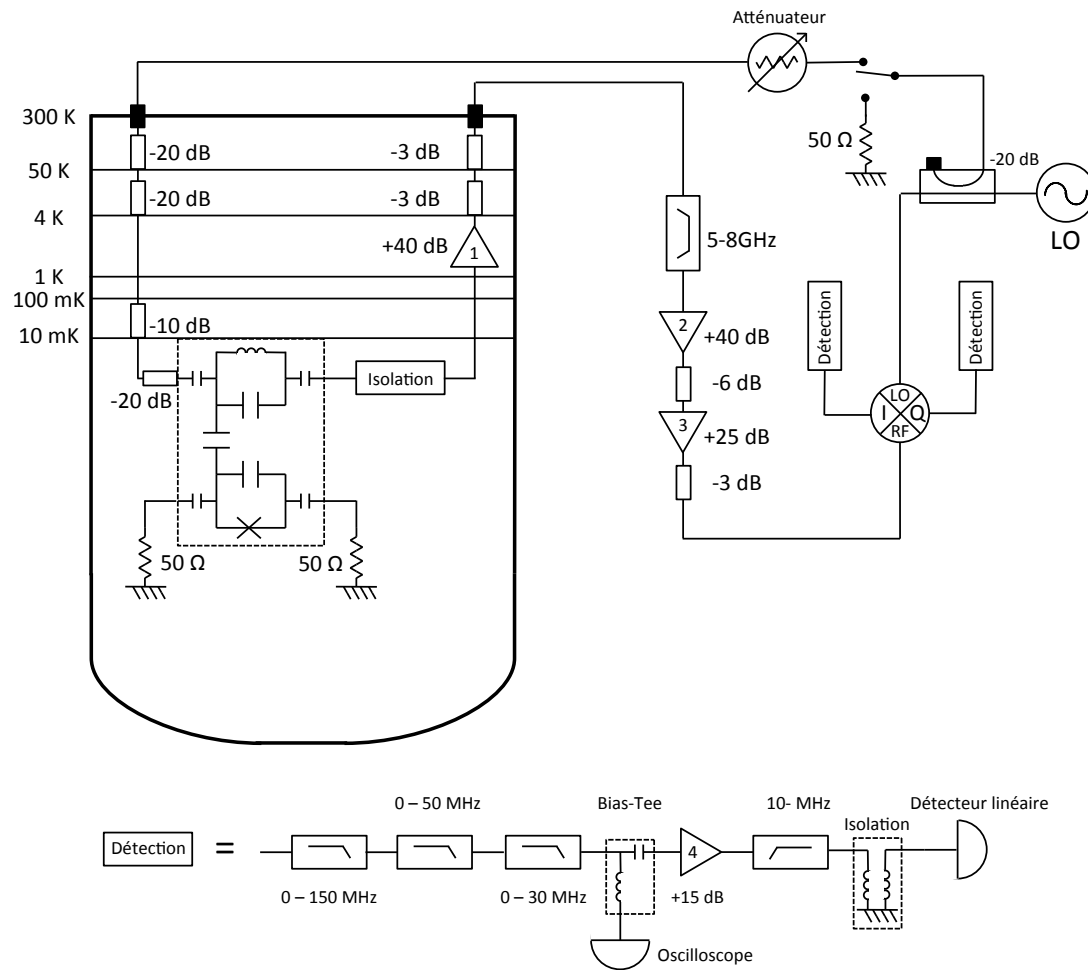 Atténuateur
300 K
50 Ω
-20 dB
-20 dB
-3 dB
50 K
-20 dB
-3 dB
4 K
LO
+40 dB
1
5-8GHz
1 K
100 mK
-10 dB
10 mK
2
+40 dB
Détection
Détection
-20 dB
Isolation
-6 dB
LO
I
Q
RF
3
+25 dB
-3 dB
50 Ω
50 Ω
0 – 50 MHz
Bias-Tee
10- MHz
Détecteur linéaire
Isolation
Détection
=
4
0 – 150 MHz
0 – 30 MHz
+15 dB
Oscilloscope